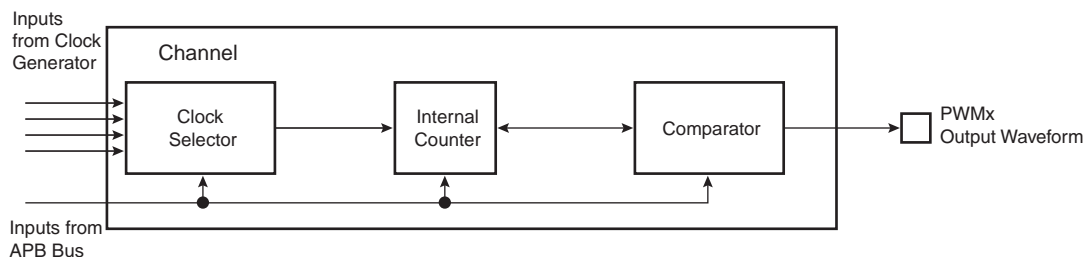 Inputs
from Clock
Generator
Channel
Clock
Selector
Internal
Counter
Comparator
PWMx
Output Waveform
Inputs from
APB Bus